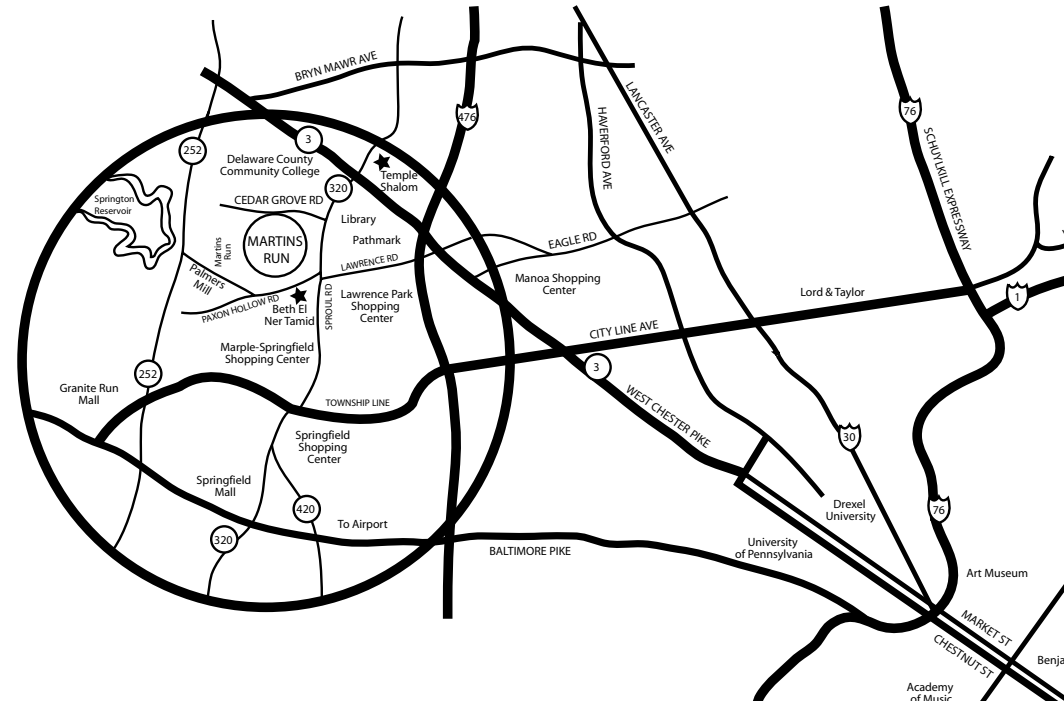 BRYN MAWR AVE
LANCASTER AVE
HAVERFORD AVE
476
76
SCHUYLKILL EXPRESSWAY
252
3
Delaware County
Community College
Temple
Shalom
320
Springton
Reservoir
CEDAR GROVE RD
Library
Pathmark
MARTINS
RUN
Martins
Run
EAGLE RD
LAWRENCE RD
Palmers
Mill
PAXON HOLLOW RD
Beth El
Ner Tamid
SPROUL RD
Lawrence Park
Shopping
Center
Manoa Shopping
Center
Lord & Taylor
1
CITY LINE AVE
Marple-Springfield
Shopping Center
252
3
Granite Run
Mall
TOWNSHIP LINE
WEST CHESTER PIKE
30
Springfield
Shopping
Center
Springfield
Mall
420
To Airport
320
BALTIMORE PIKE
Drexel
University
76
University
of Pennsylvania
Art Museum
MARKET ST
CHESTNUT ST
Benja
Academy
of Music